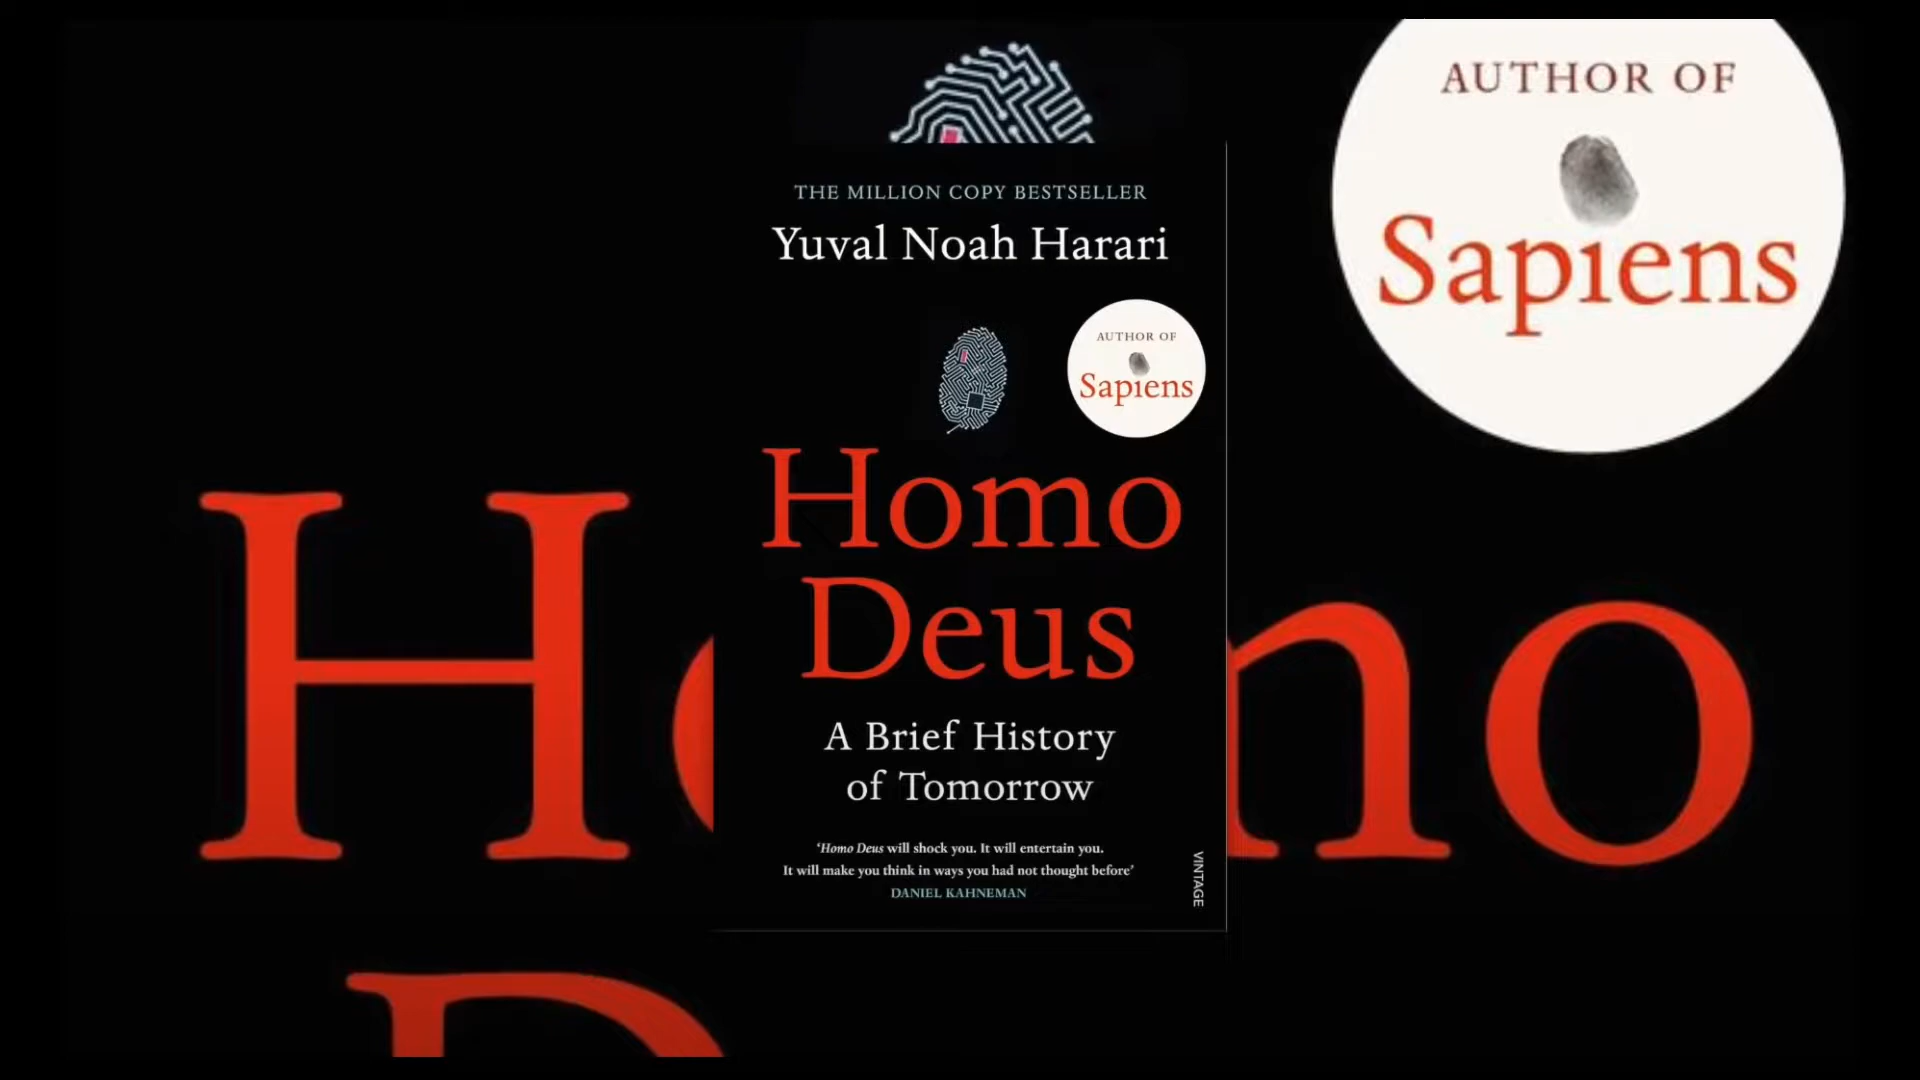 THE MILLION COPY BESTSELLER
Yuval Noah Harari
AUTHOR OF
Sapiens
Homo
Deus
A Brief History
of Tomorrow
‘Homo Deus will shock you. It will entertain you.
It will make you think in ways you had not thought before’
DANIEL KAHNEMAN
VINTAGE
AUTHOR OF
Sapiens
H
mo
D